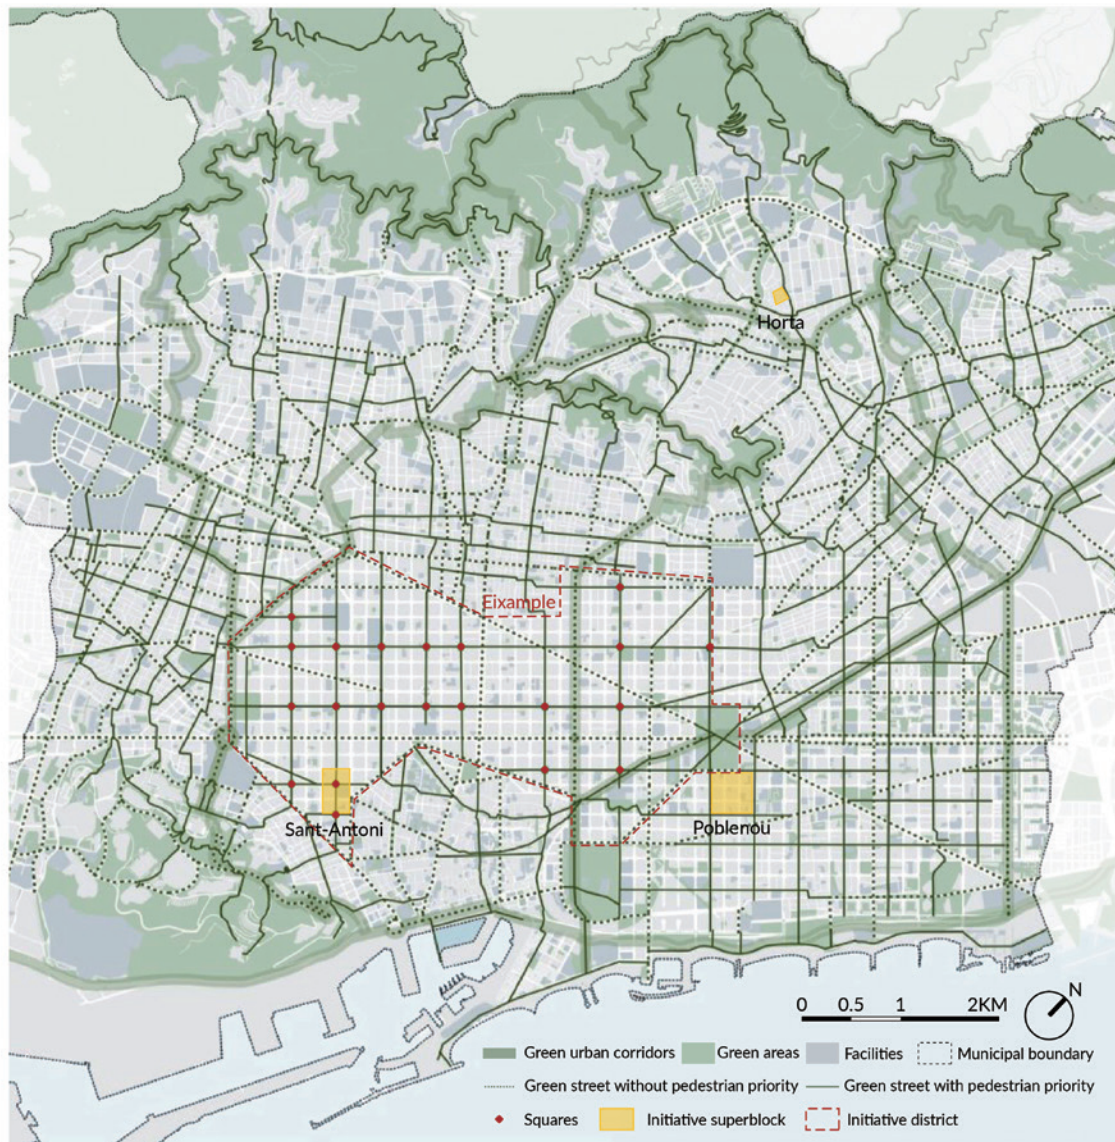 Horta
Eixample
Sant-Antoni
Poblenou
0 0.5 1 2KM
N
Green urban corridors Green areas Facilities Municipal boundary
Green street without pedestrian priority Green street with pedestrian priority
Squares Initiative superblock Initiative district